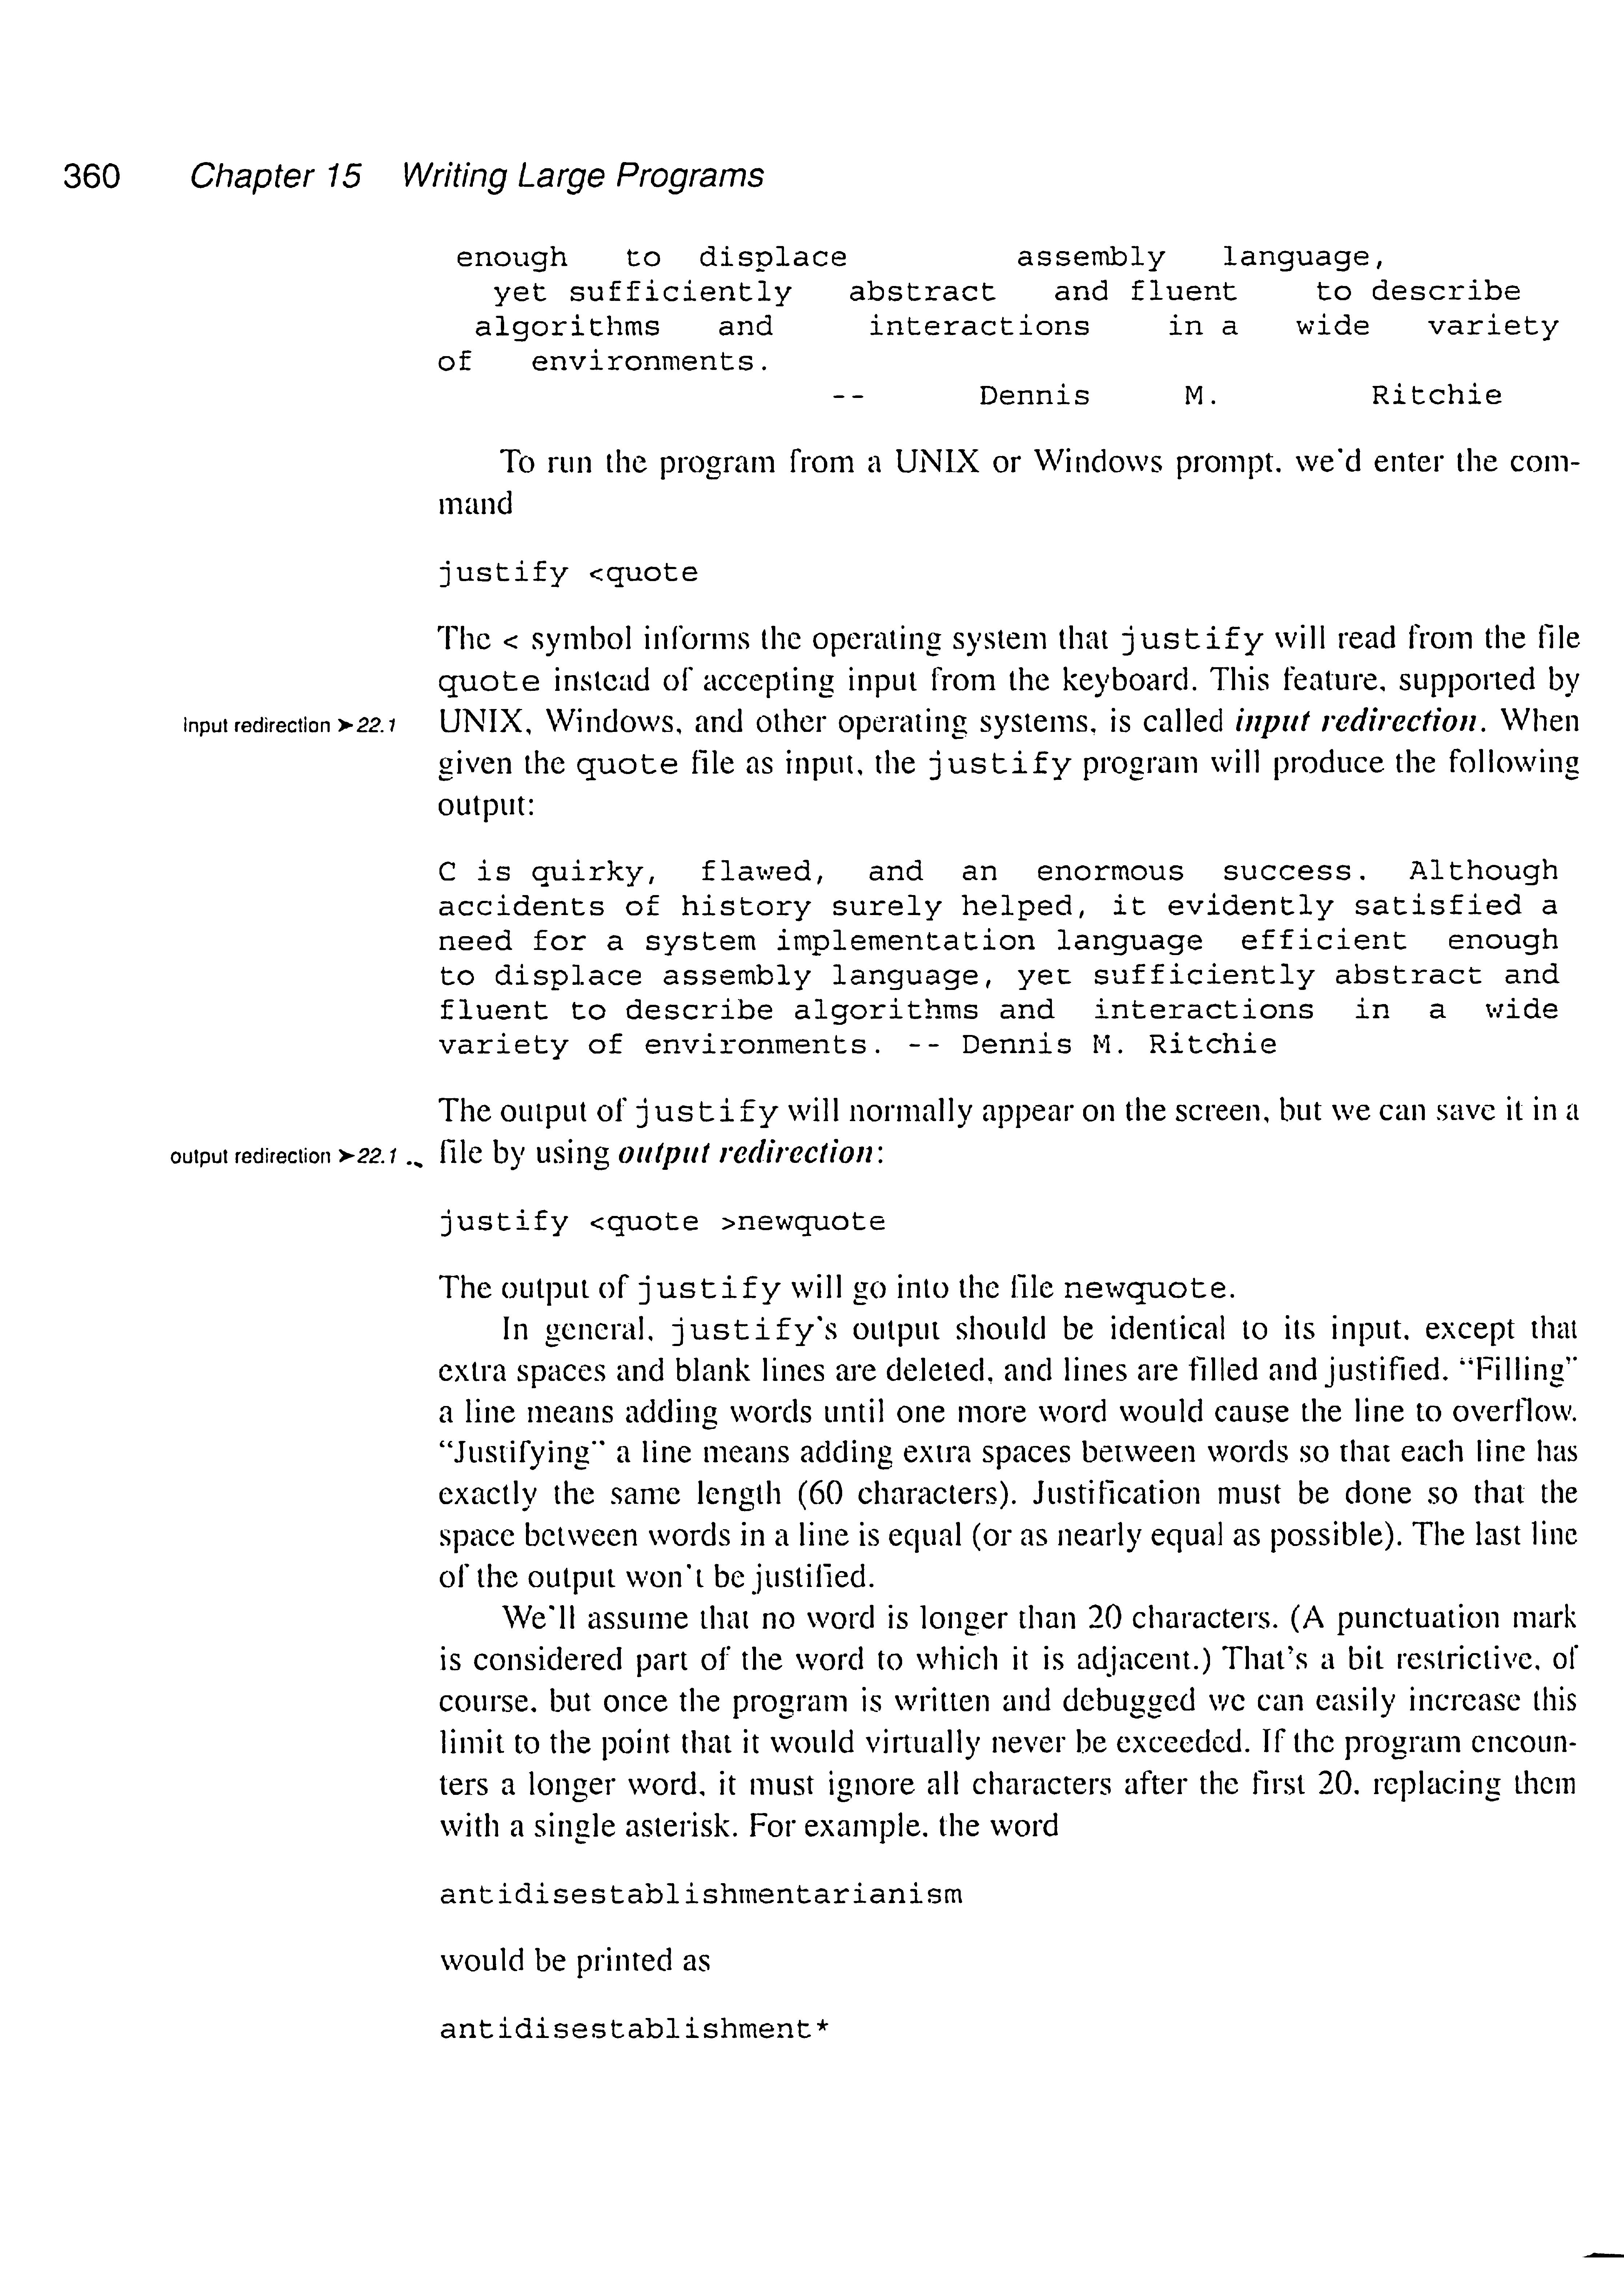 360 Chapter 15 Writing Large Programs
enough   to  displace         assembly   language,
yet sufficiently   abstract   and fluent    to describe
algorithms   and     interactions    in a   wide   variety
of   environments.
--      Dennis     M.        Ritchie
To run the program from a UNIX or Windows prompt, we'd enter the com-
mand
justify <quote
The < symbol informs the operating system that justify will read from the file
quote instead of accepting input from the keyboard. This feature, supported by
input redirection ➤22.1 UNIX, Windows, and other operating systems, is called input redirection. When
given the quote file as input, the justify program will produce the following
output:
C is quirky,  flawed,  and  an  enormous  success.  Although
accidents of history surely helped, it evidently satisfied a
need for a system implementation language  efficient  enough
to displace assembly language, yet sufficiently abstract and
fluent to describe algorithms and  interactions  in  a  wide
variety of environments. -- Dennis M. Ritchie
The output of justify will normally appear on the screen, but we can save it in a
output redirection ➤22.1 file by using output redirection:
justify <quote >newquote
The output of justify will go into the file newquote.
In general, justify's output should be identical to its input, except that
extra spaces and blank lines are deleted, and lines are filled and justified. "Filling"
a line means adding words until one more word would cause the line to overflow.
"Justifying" a line means adding extra spaces between words so that each line has
exactly the same length (60 characters). Justification must be done so that the
space between words in a line is equal (or as nearly equal as possible). The last line
of the output won't be justified.
We'll assume that no word is longer than 20 characters. (A punctuation mark
is considered part of the word to which it is adjacent.) That's a bit restrictive, of
course, but once the program is written and debugged we can easily increase this
limit to the point that it would virtually never be exceeded. If the program encoun-
ters a longer word, it must ignore all characters after the first 20, replacing them
with a single asterisk. For example, the word
antidisestablishmentarianism
would be printed as
antidisestablishment*